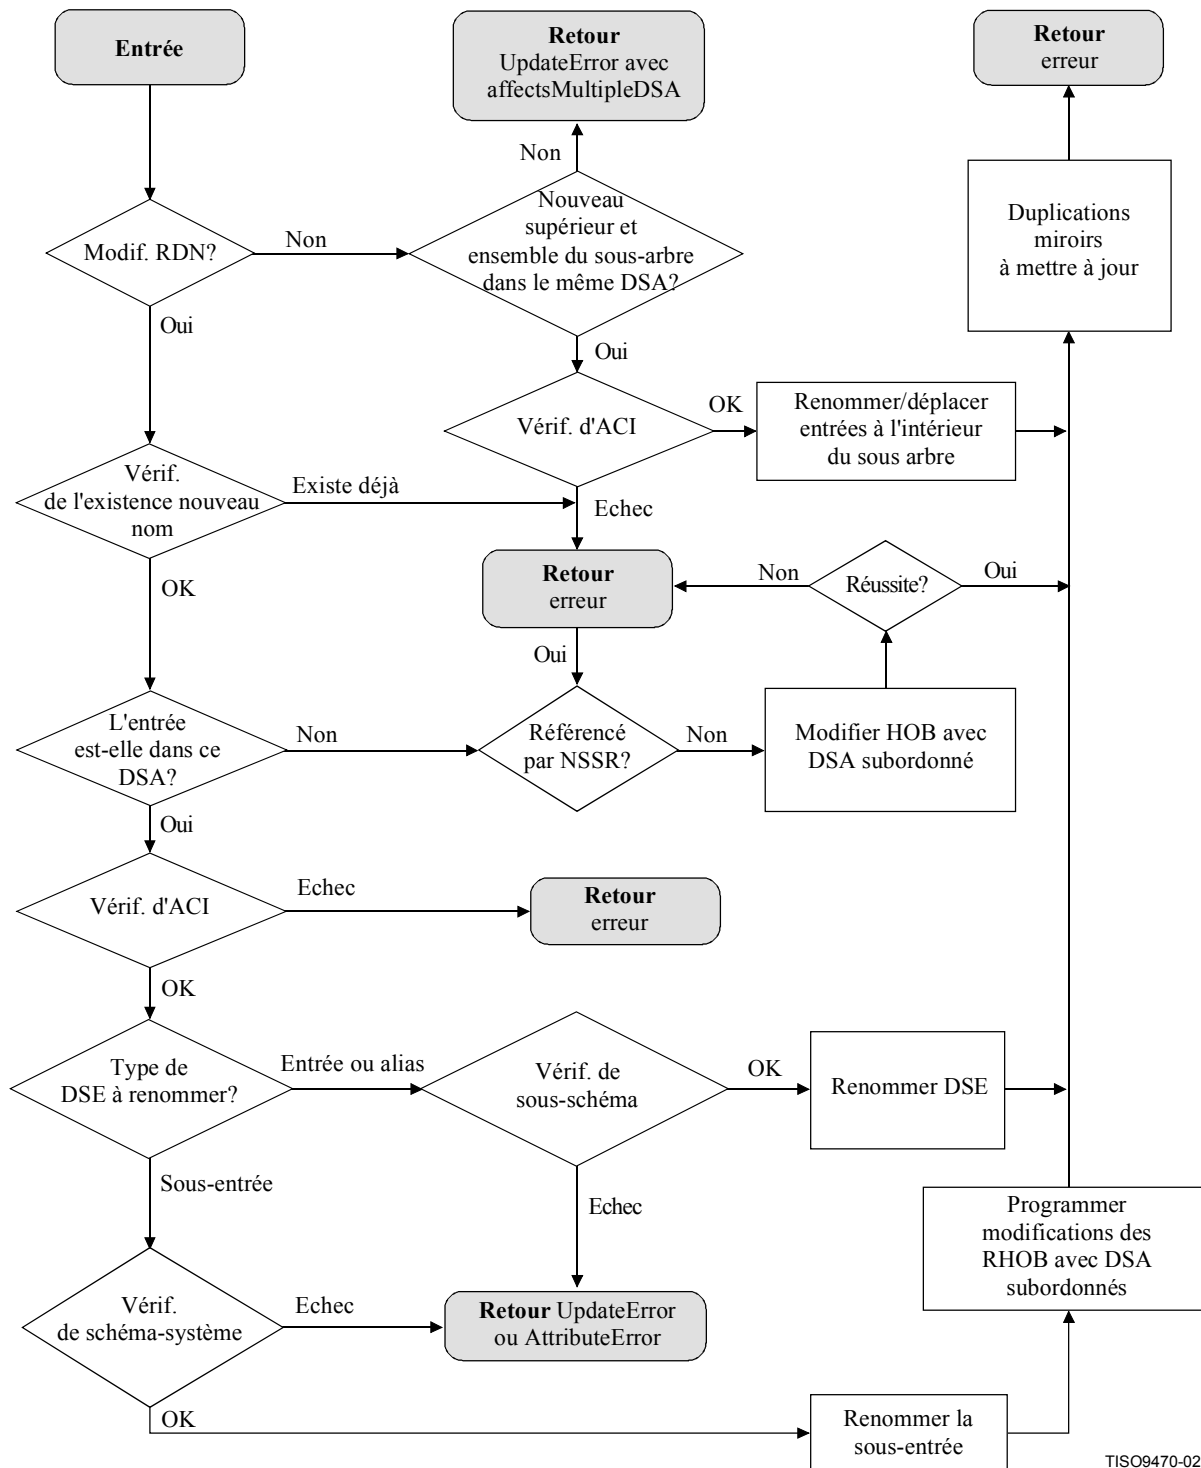 Entrée
Retour
UpdateError avec
affectsMultipleDSA
Retour
erreur
Non
Modif. RDN?
Non
Nouveau
supérieur et
ensemble du sous-arbre
dans le même DSA?
Duplications
miroirs
à mettre à jour
Oui
Oui
Vérif. d'ACI
OK
Renommer/déplacer
entrées à l'intérieur
du sous arbre
Vérif.
de l'existence nouveau
nom
Existe déjà
Echec
OK
Retour
erreur
Non
Réussite?
Oui
Oui
L'entrée
est-elle dans ce
DSA?
Non
Référencé
par NSSR?
Non
Modifier HOB avec
DSA subordonné
Oui
Vérif. d'ACI
Echec
Retour
erreur
OK
Type de
DSE à renommer?
Entrée ou alias
Vérif. de
sous-schéma
OK
Renommer DSE
Sous-entrée
Echec
Programmer
modifications des
RHOB avec DSA
subordonnés
Vérif.
de schéma-système
Echec
Retour UpdateError
ou AttributeError
OK
Renommer la
sous-entrée
TISO9470-02